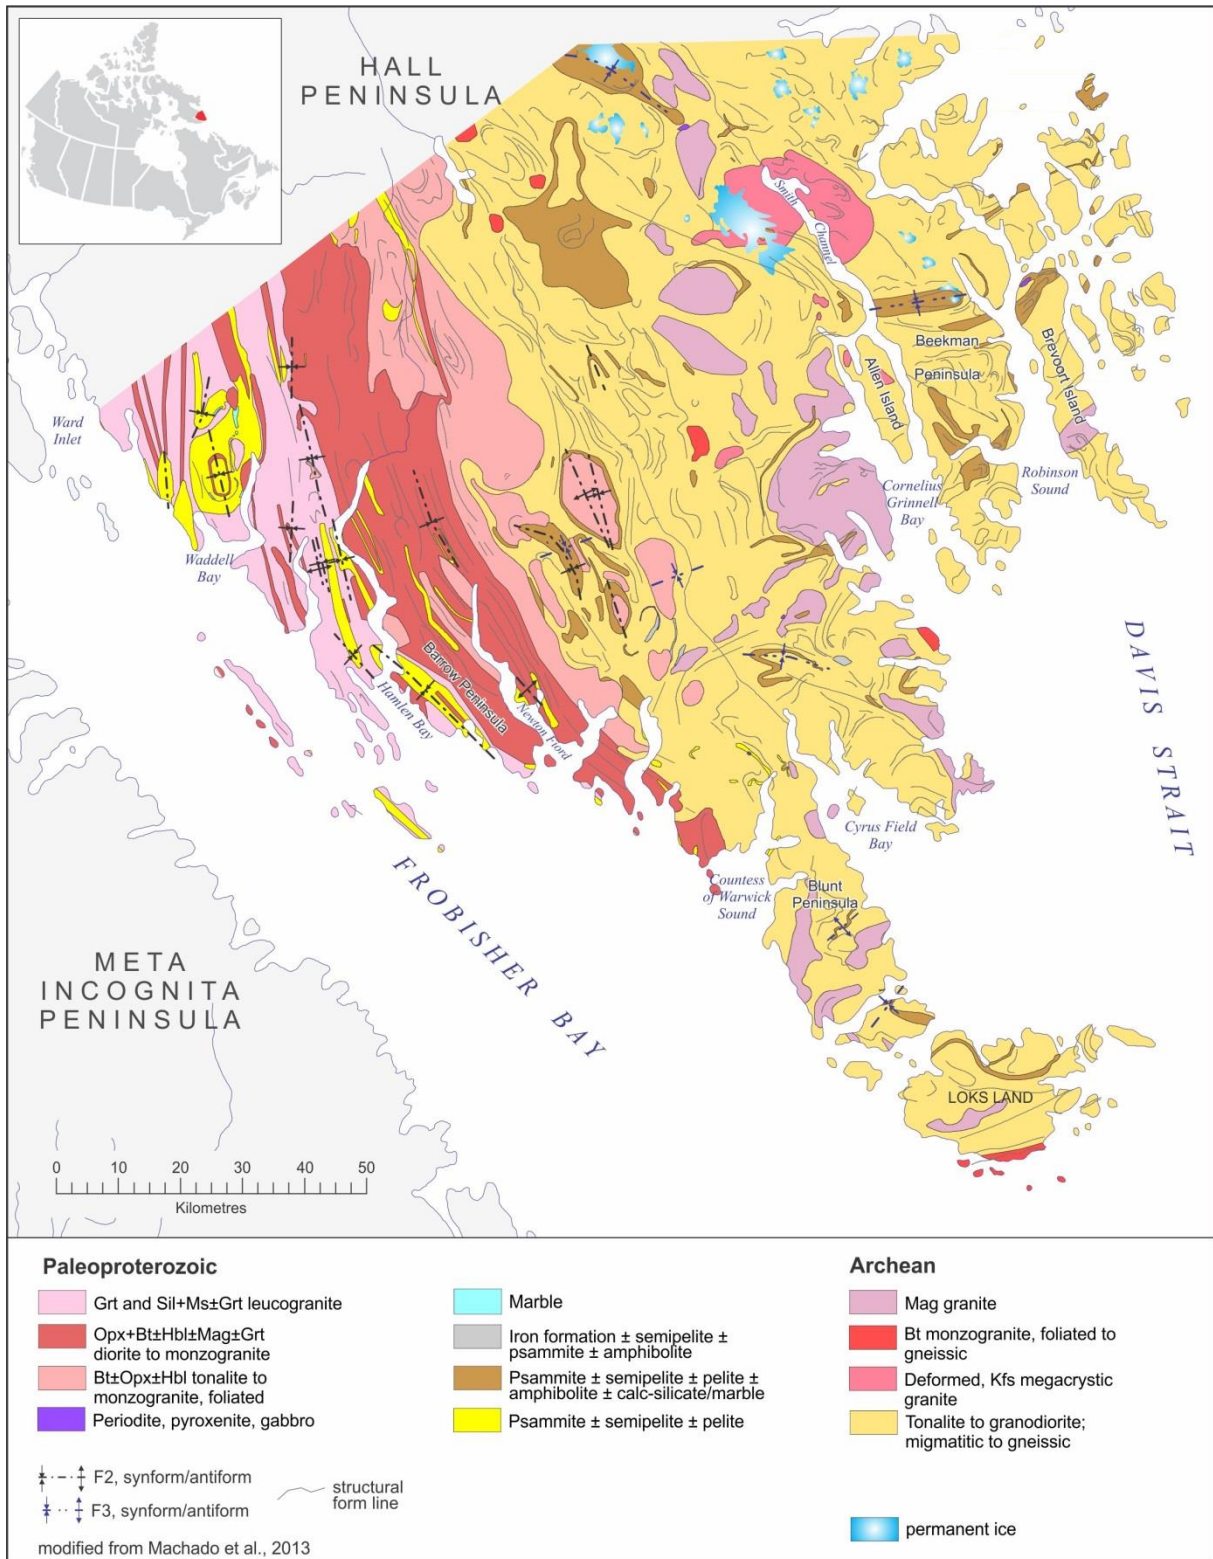 HALL
PENINSULA
Smith
Channel
Beekman
Peninsula
Allen Island
Brevoort Island
Ward
Inlet
Cornelius
Grinnell
Bay
Robinson
Sound
Waddell
Bay
DAVIS STRAIT
Barrow Peninsula
Hamlen Bay
Newton Fiord
Cyrus Field
Bay
Countess
of Warwick
Sound
Blunt
Peninsula
FROBISHER BAY
META
INCOGNITA
PENINSULA
LOKS LAND
0 10 20 30 40 50
Kilometres
Paleoproterozoic
Grt and Sil+Ms±Grt leucogranite
Opx+Bt±Hbl±Mag±Grt
diorite to monzogranite
Bt±Opx±Hbl tonalite to
monzogranite, foliated
Periodite, pyroxenite, gabbro
F2, synform/antiform
F3, synform/antiform
structural
form line
modified from Machado et al., 2013
Marble
Iron formation ± semipelite ±
psammite ± amphibolite
Psammite ± semipelite ± pelite ±
amphibolite ± calc-silicate/marble
Psammite ± semipelite ± pelite
Archean
Mag granite
Bt monzogranite, foliated to
gneissic
Deformed, Kfs megacrystic
granite
Tonalite to granodiorite;
migmatitic to gneissic
permanent ice